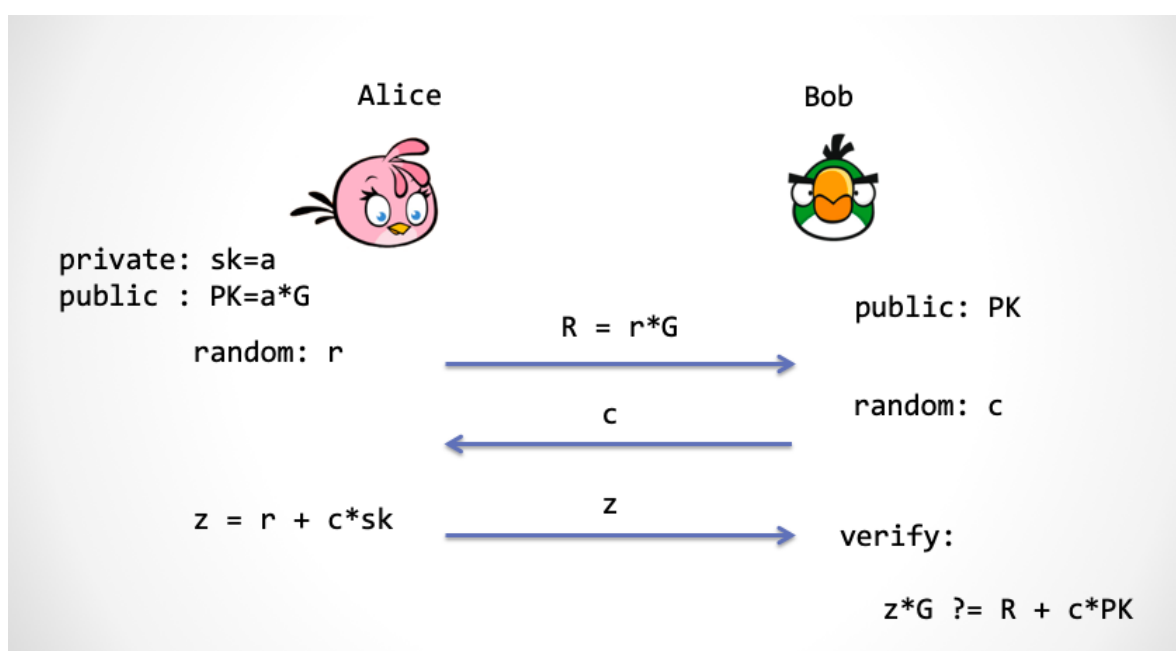 Alice
Bob
private: sk=a
public : PK=a*G
public: PK
R = r*G
random: r
random: c
c
z = r + c*sk
z
verify:
z*G ?= R + c*PK